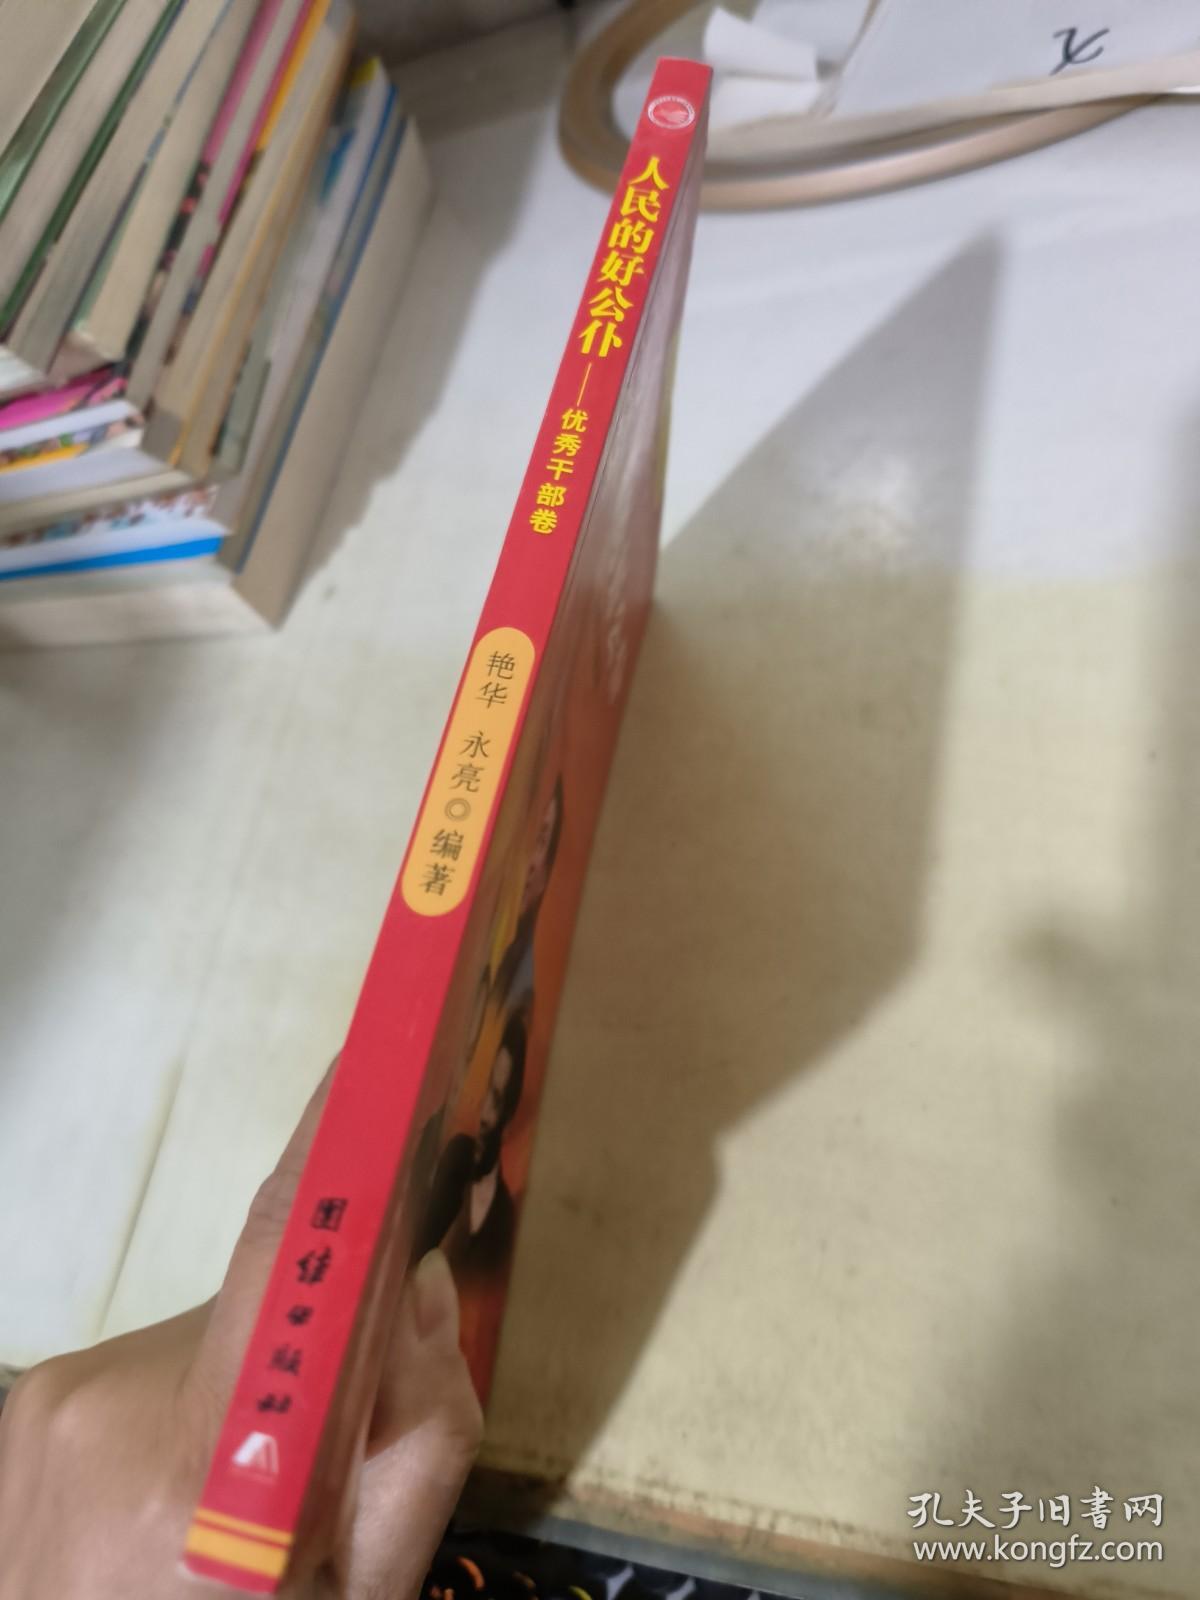 人民的好公仆——优秀干部卷
艳华 永亮◎编著
团结出版社
孔夫子旧书网
www.kongfz.com